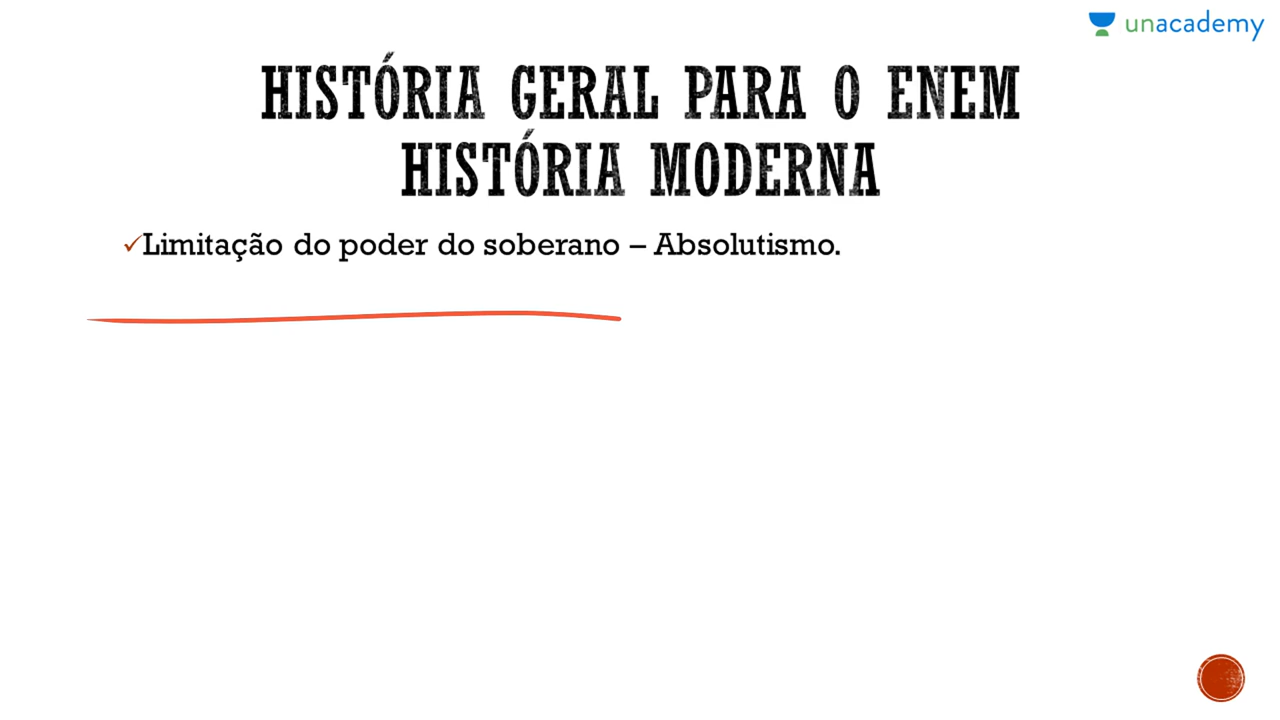 unacademy
HISTÓRIA GERAL PARA O ENEM
HISTÓRIA MODERNA
✓Limitação do poder do soberano – Absolutismo.